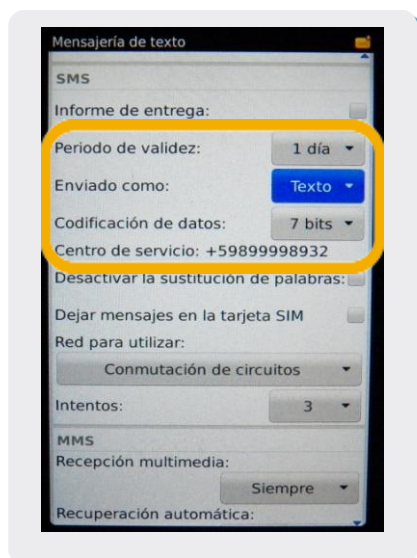 Mensajería de texto
SMS
Informe de entrega:
Periodo de validez: 1 día
Enviado como: Texto
Codificación de datos: 7 bits
Centro de servicio: +59899998932
Desactivar la sustitución de palabras:
Dejar mensajes en la tarjeta SIM
Red para utilizar:
Conmutación de circuitos
Intentos: 3
MMS
Recepción multimedia:
Siempre
Recuperación automática: